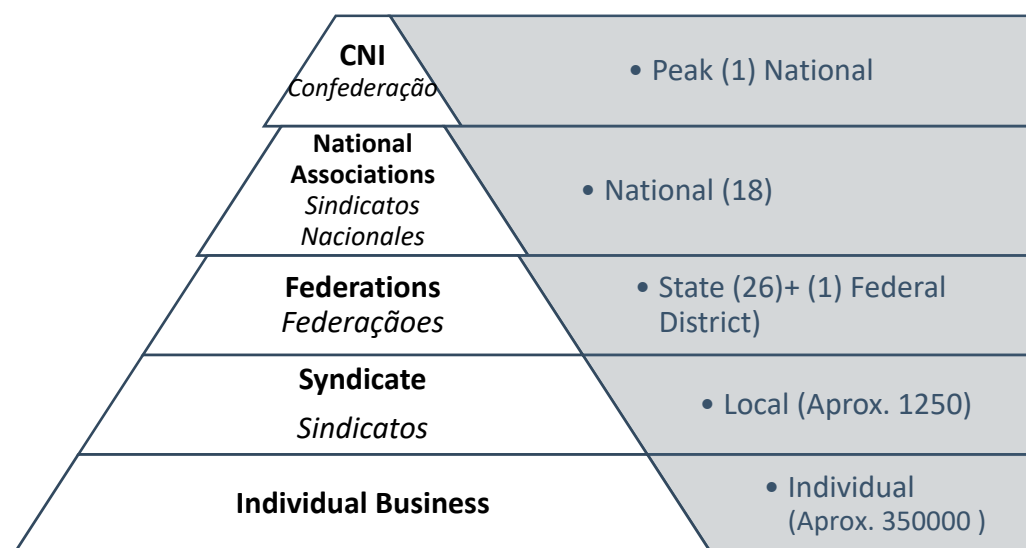 CNI
Confederação
• Peak (1) National
National
Associations
Sindicatos
Nacionales
• National (18)
Federations
Federaçãoes
• State (26)+ (1) Federal
District)
Syndicate
Sindicatos
• Local (Aprox. 1250)
Individual Business
• Individual
(Aprox. 350000 )